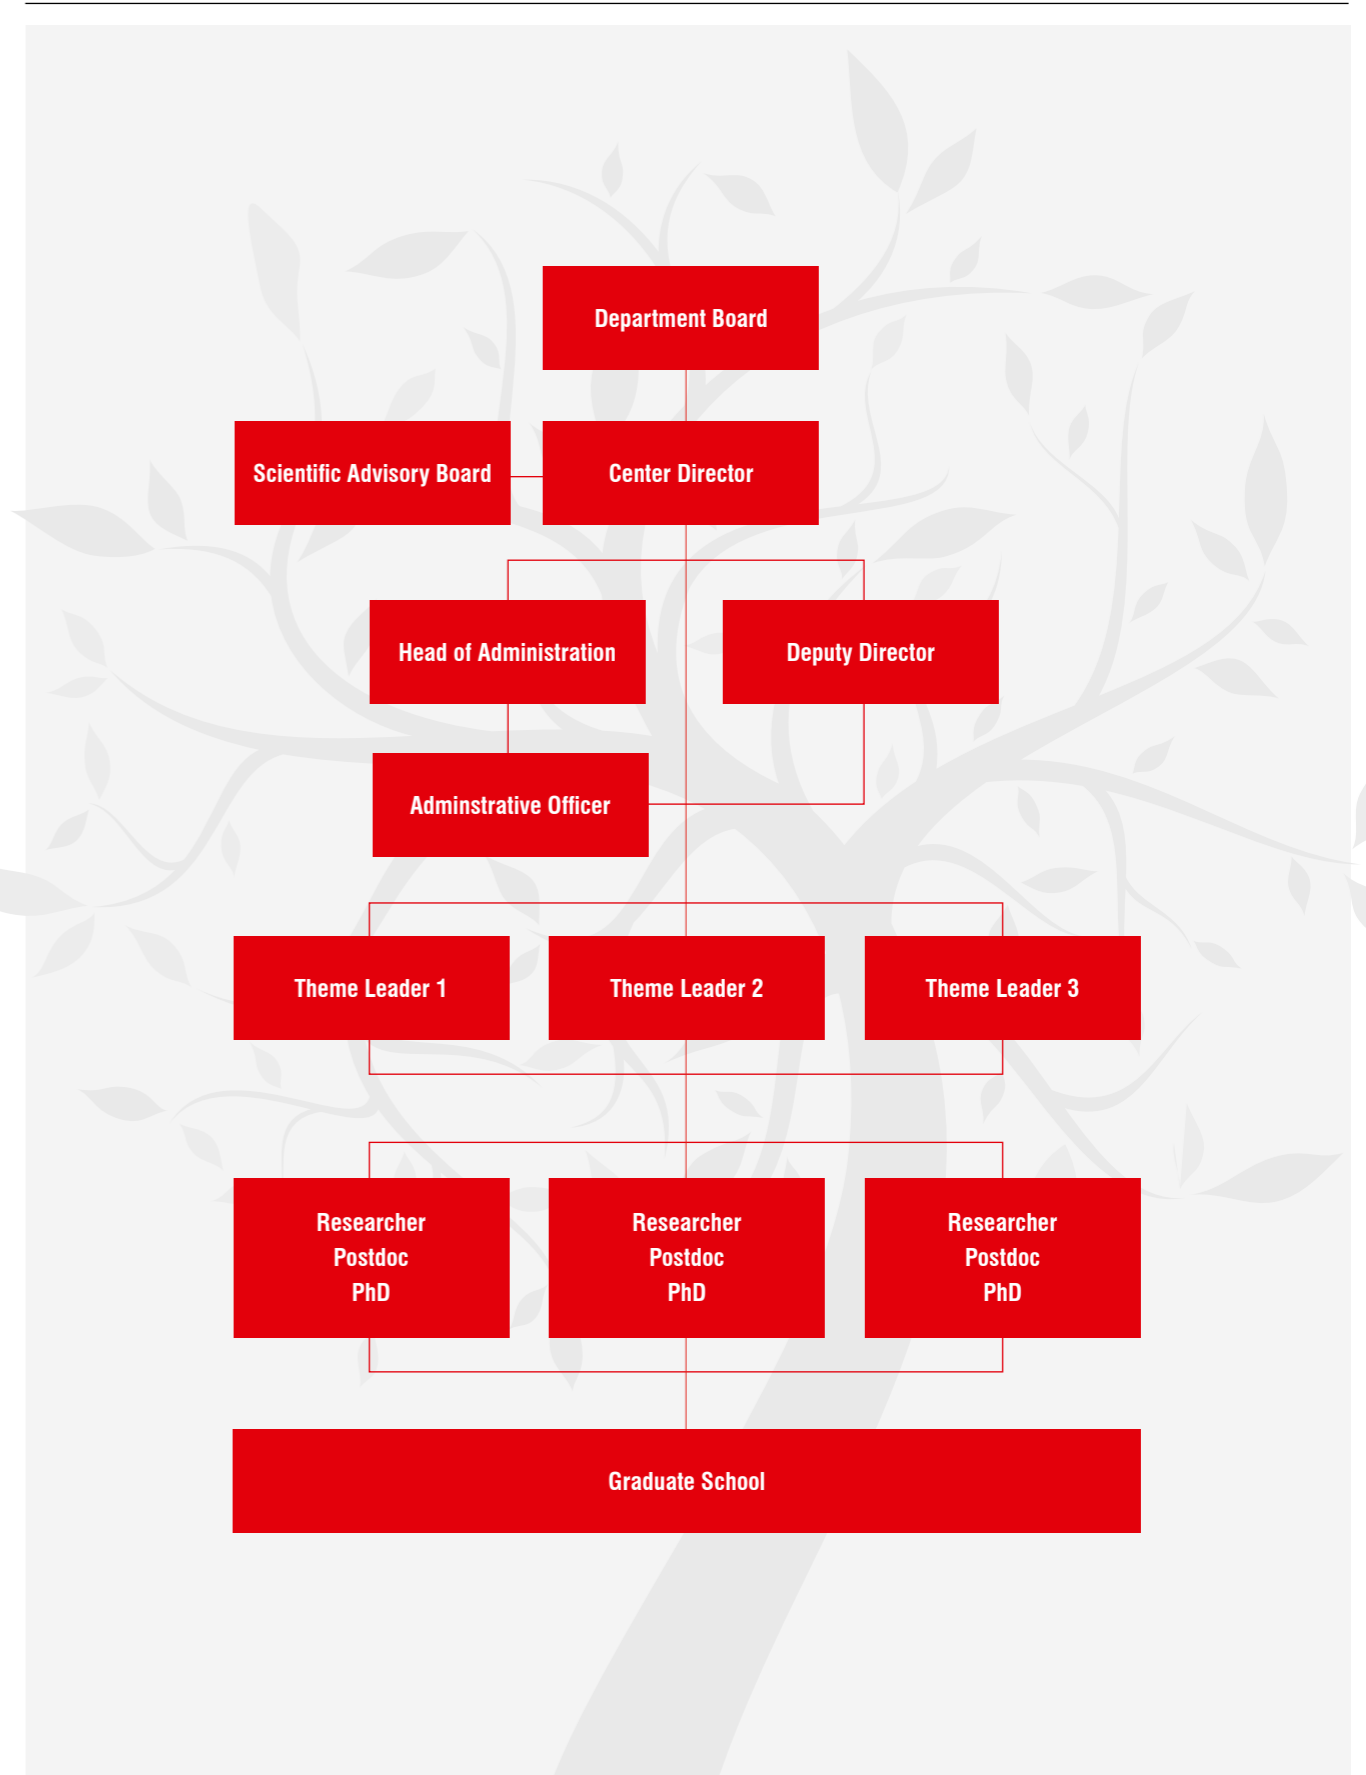 Department Board
Scientific Advisory Board
Center Director
Head of Administration
Deputy Director
Adminstrative Officer
Theme Leader 1
Theme Leader 2
Theme Leader 3
Researcher
Postdoc
PhD
Researcher
Postdoc
PhD
Researcher
Postdoc
PhD
Graduate School